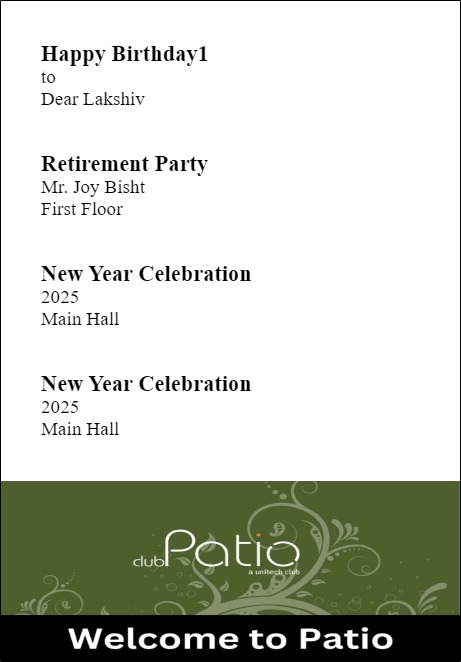 Happy Birthday1
to
Dear Lakshiv
Retirement Party
Mr. Joy Bisht
First Floor
New Year Celebration
2025
Main Hall
New Year Celebration
2025
Main Hall
club Patio
a unitech club
Welcome to Patio